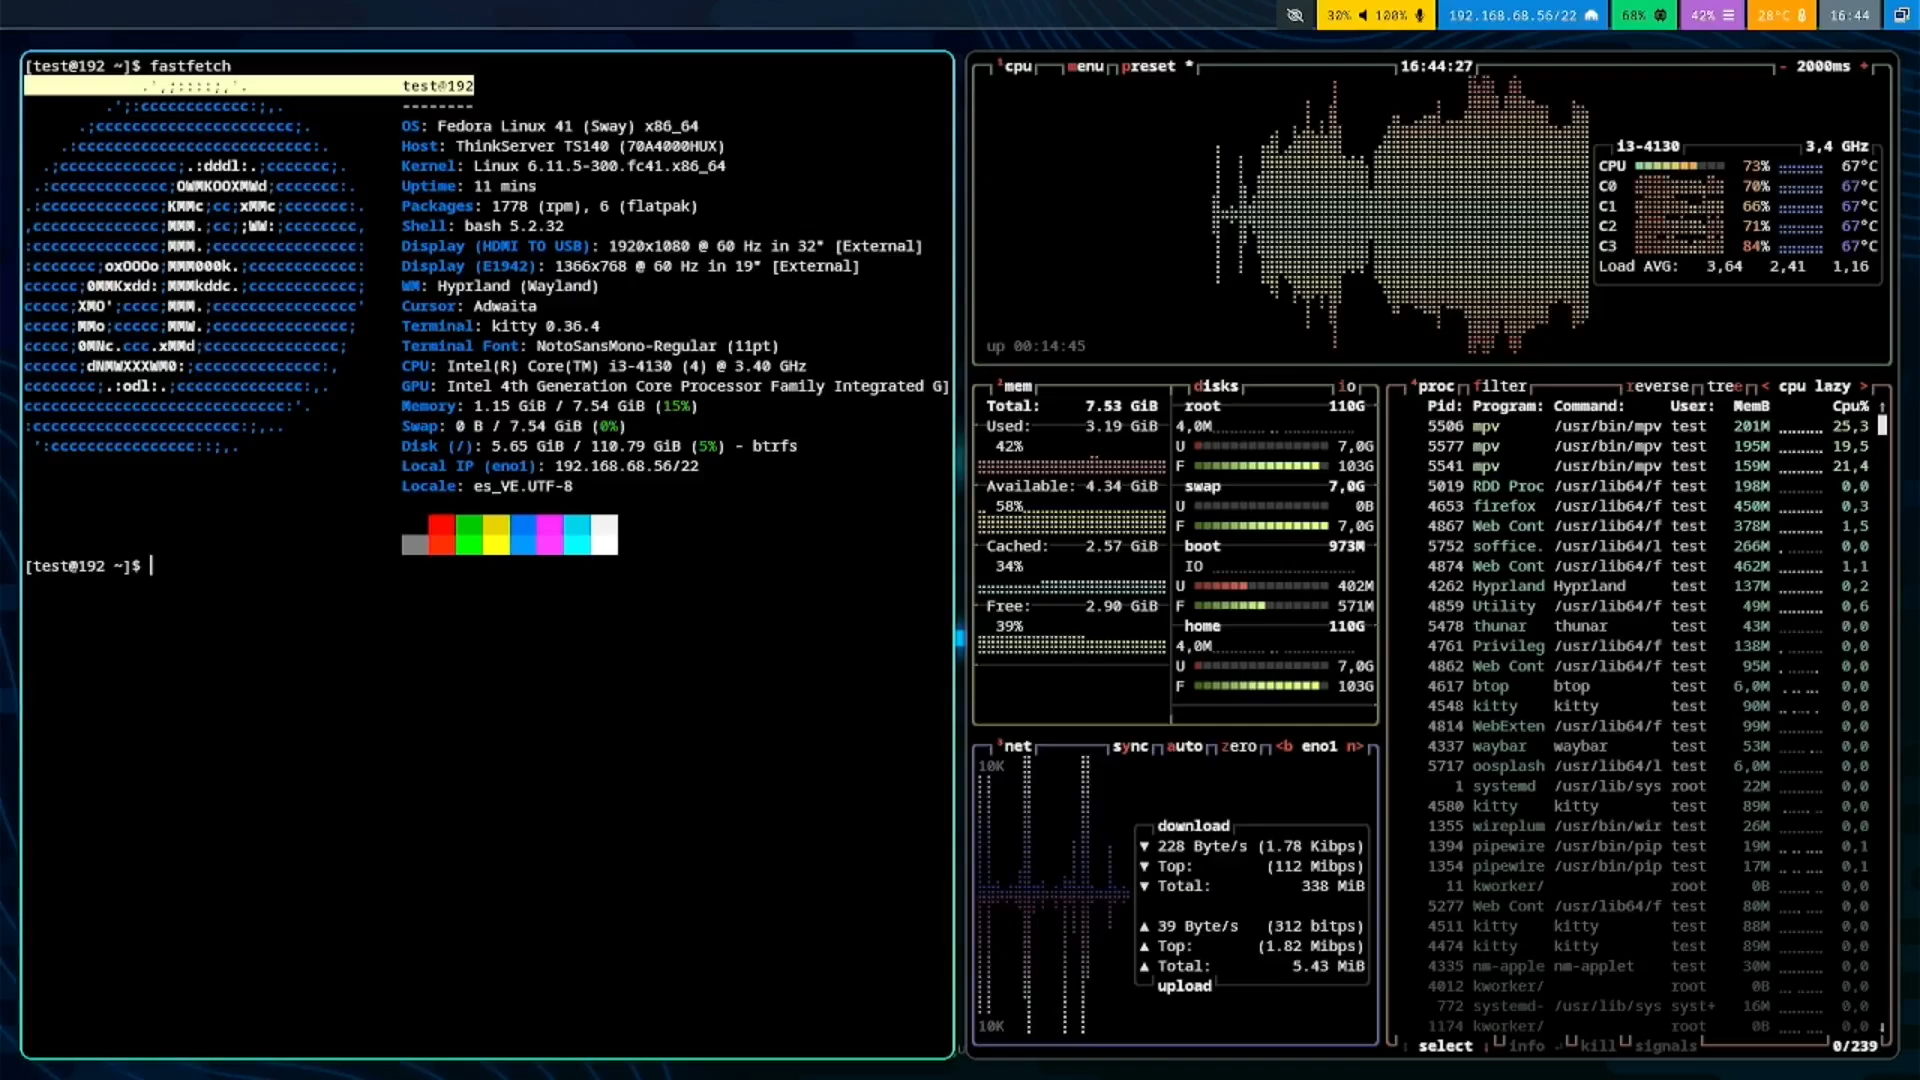 30% 100% 192.168.68.56/22 68% 42% 28°C 16:44
[test@192 ~]$ fastfetch
test@192
--------
OS: Fedora Linux 41 (Sway) x86_64
Host: ThinkServer TS140 (70A4000HUX)
Kernel: Linux 6.11.5-300.fc41.x86_64
Uptime: 11 mins
Packages: 1778 (rpm), 6 (flatpak)
Shell: bash 5.2.32
Display (HDMI TO USB): 1920x1080 @ 60 Hz in 32" [External]
Display (E1942): 1366x768 @ 60 Hz in 19" [External]
WM: Hyprland (Wayland)
Cursor: Adwaita
Terminal: kitty 0.36.4
Terminal Font: NotoSansMono-Regular (11pt)
CPU: Intel(R) Core(TM) i3-4130 (4) @ 3.40 GHz
GPU: Intel 4th Generation Core Processor Family Integrated G]
Memory: 1.15 GiB / 7.54 GiB (15%)
Swap: 0 B / 7.54 GiB (0%)
Disk (/): 5.65 GiB / 110.79 GiB (5%) - btrfs
Local IP (eno1): 192.168.68.56/22
Locale: es_VE.UTF-8
[test@192 ~]$
¹cpu menu preset * 16:44:27 - 2000ms +
i3-4130 3,4 GHz
CPU 73% 67°C
C0 70% 67°C
C1 66% 67°C
C2 71% 67°C
C3 84% 67°C
Load AVG: 3,64 2,41 1,16
up 00:14:45
²mem
Total: 7.53 GiB
Used: 3.19 GiB
42%
Available: 4.34 GiB
58%
Cached: 2.57 GiB
34%
Free: 2.90 GiB
39%
disks io
root 110G
4,0M
U 7,0G
F 103G
swap 7,0G
U 0B
F 7,0G
boot 973M
IO
U 402M
F 571M
home 110G
4,0M
U 7,0G
F 103G
³net sync auto zero <b eno1 n>
10K
download
▼ 228 Byte/s (1.78 Kibps)
▼ Top: (112 Mibps)
▼ Total: 338 MiB
▲ 39 Byte/s (312 bitps)
▲ Top: (1.82 Mibps)
▲ Total: 5.43 MiB
upload
10K
⁴proc filter reverse tree < cpu lazy >
Pid: Program: Command: User: MemB Cpu% ↑
5506 mpv /usr/bin/mpv test 201M 25,3
5577 mpv /usr/bin/mpv test 195M 19,5
5541 mpv /usr/bin/mpv test 159M 21,4
5019 RDD Proc /usr/lib64/f test 198M 0,0
4653 firefox /usr/lib64/f test 450M 0,3
4867 Web Cont /usr/lib64/f test 378M 1,5
5752 soffice. /usr/lib64/l test 266M 0,0
4874 Web Cont /usr/lib64/f test 462M 1,1
4262 Hyprland Hyprland test 137M 0,2
4859 Utility /usr/lib64/f test 49M 0,6
5478 thunar thunar test 43M 0,0
4761 Privileg /usr/lib64/f test 138M 0,0
4862 Web Cont /usr/lib64/f test 95M 0,0
4617 btop btop test 6,0M 0,0
4548 kitty kitty test 90M 0,0
4814 WebExten /usr/lib64/f test 99M 0,0
4337 waybar waybar test 53M 0,0
5717 oosplash /usr/lib64/l test 6,0M 0,0
1 systemd /usr/lib/sys root 22M 0,0
4580 kitty kitty test 89M 0,0
1355 wireplum /usr/bin/wir test 26M 0,0
1394 pipewire /usr/bin/pip test 19M 0,1
1354 pipewire /usr/bin/pip test 17M 0,1
11 kworker/ root 0B 0,0
5277 Web Cont /usr/lib64/f test 80M 0,0
4511 kitty kitty test 88M 0,0
4474 kitty kitty test 89M 0,0
4335 nm-apple nm-applet test 30M 0,0
4012 kworker/ root 0B 0,0
772 systemd- /usr/lib/sys syst+ 16M 0,0
1174 kworker/ root 0B 0,0 ↓
↑ select ↓ info kill signals 0/239